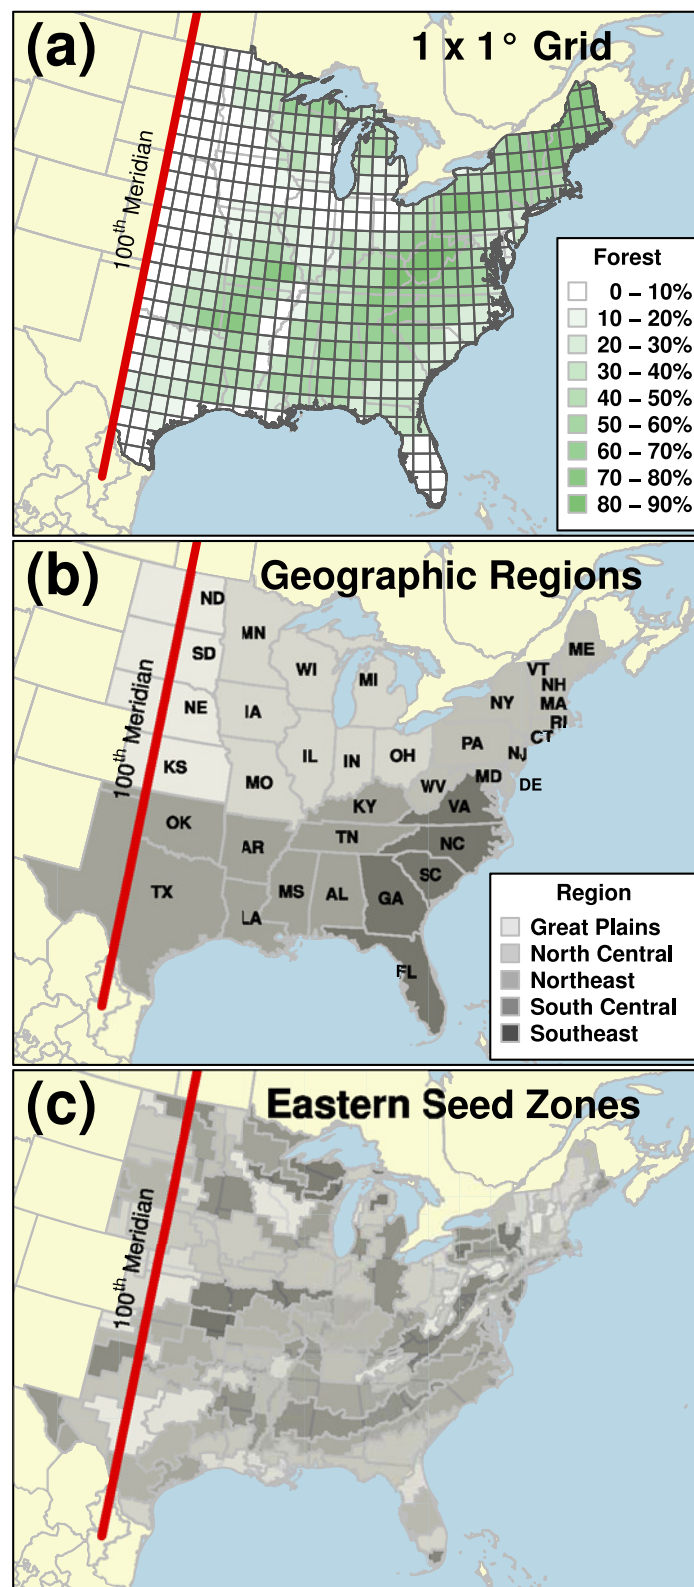 (a)
1 x 1° Grid
100th Meridian
Forest
0 – 10%
10 – 20%
20 – 30%
30 – 40%
40 – 50%
50 – 60%
60 – 70%
70 – 80%
80 – 90%
(b)
Geographic Regions
100th Meridian
ND
MN
SD
WI
MI
ME
VT
NH
NY
MA
RI
CT
NE
IA
PA
NJ
KS
IL
IN
OH
MO
WV
MD
DE
KY
VA
OK
AR
TN
NC
SC
TX
MS
AL
GA
LA
FL
Region
Great Plains
North Central
Northeast
South Central
Southeast
(c)
Eastern Seed Zones
100th Meridian